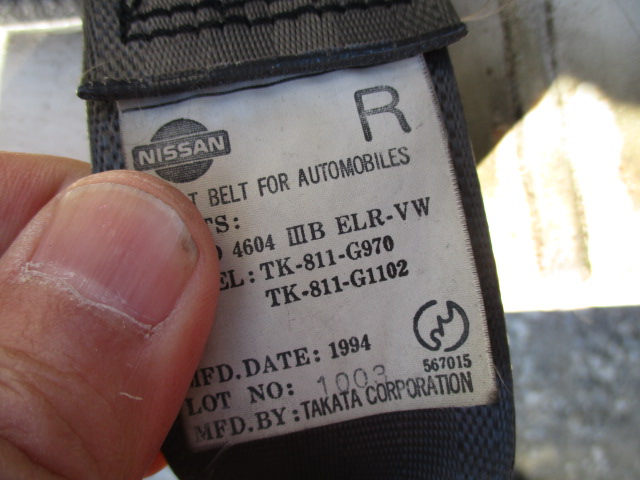 R
NISSAN
T BELT FOR AUTOMOBILES
TS:
4604 IIIB ELR-VW
EL: TK-811-G970
TK-811-G1102
MFD. DATE: 1994
567015
LOT NO: 1003
MFD. BY: TAKATA CORPORATION